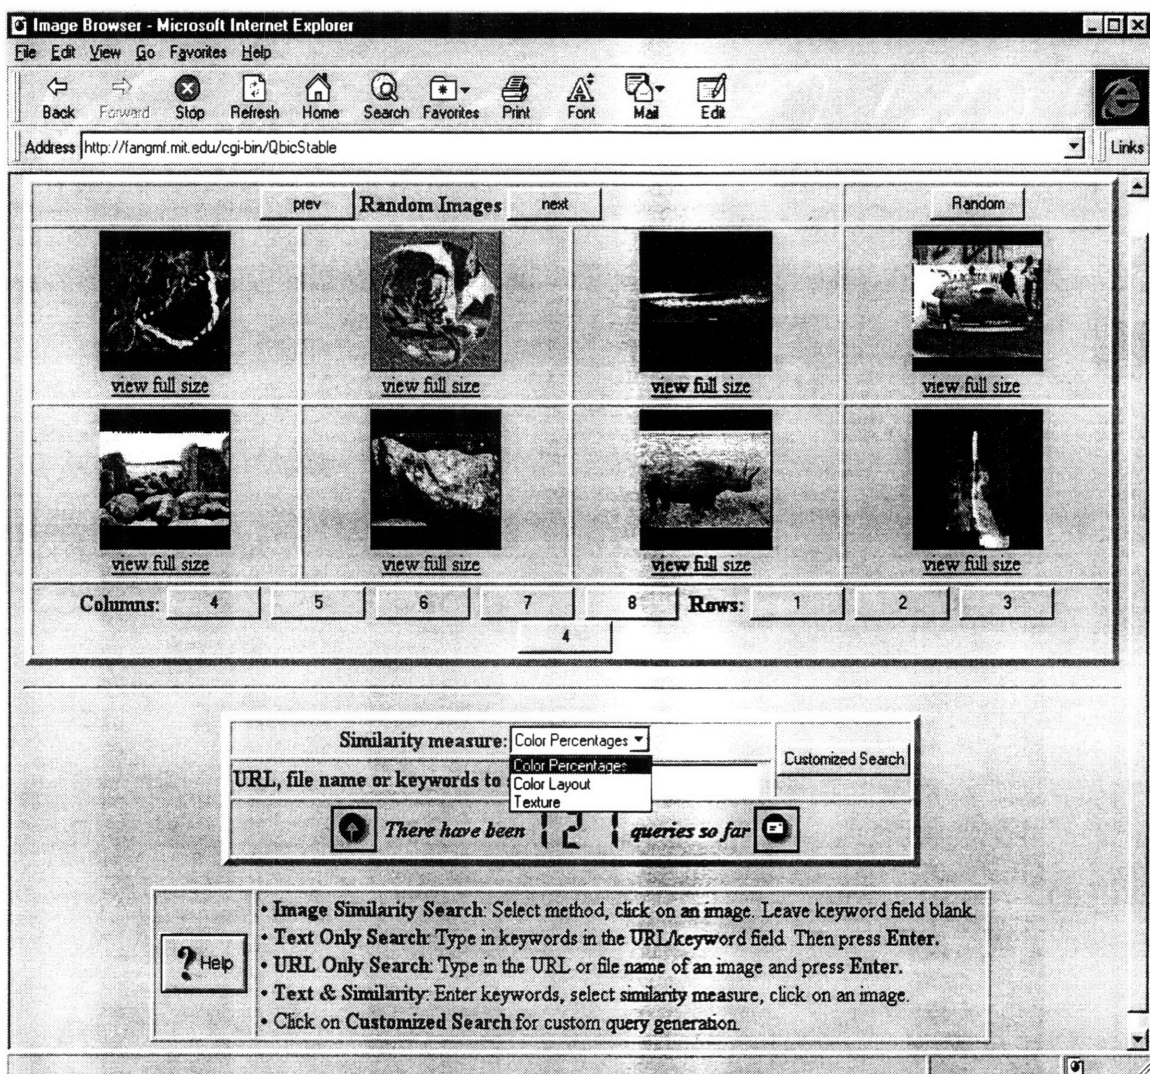 Image Browser - Microsoft Internet Explorer
File Edit View Go Favorites Help
Back Forward Stop Refresh Home Search Favorites Print Font Mail Edit
Address http://fangmf.mit.edu/cgi-bin/QbicStable Links
prev Random Images next Random
view full size view full size view full size view full size
view full size view full size view full size view full size
Columns: 4 5 6 7 8 Rows: 1 2 3
4
Similarity measure: Color Percentages
Customized Search
Color Percentages
URL, file name or keywords to
Color Layout
Texture
There have been 121 queries so far
• Image Similarity Search: Select method, click on an image. Leave keyword field blank.
• Text Only Search: Type in keywords in the URL/keyword field. Then press Enter.
? Help
• URL Only Search: Type in the URL or file name of an image and press Enter.
• Text & Similarity: Enter keywords, select similarity measure, click on an image.
• Click on Customized Search for custom query generation.